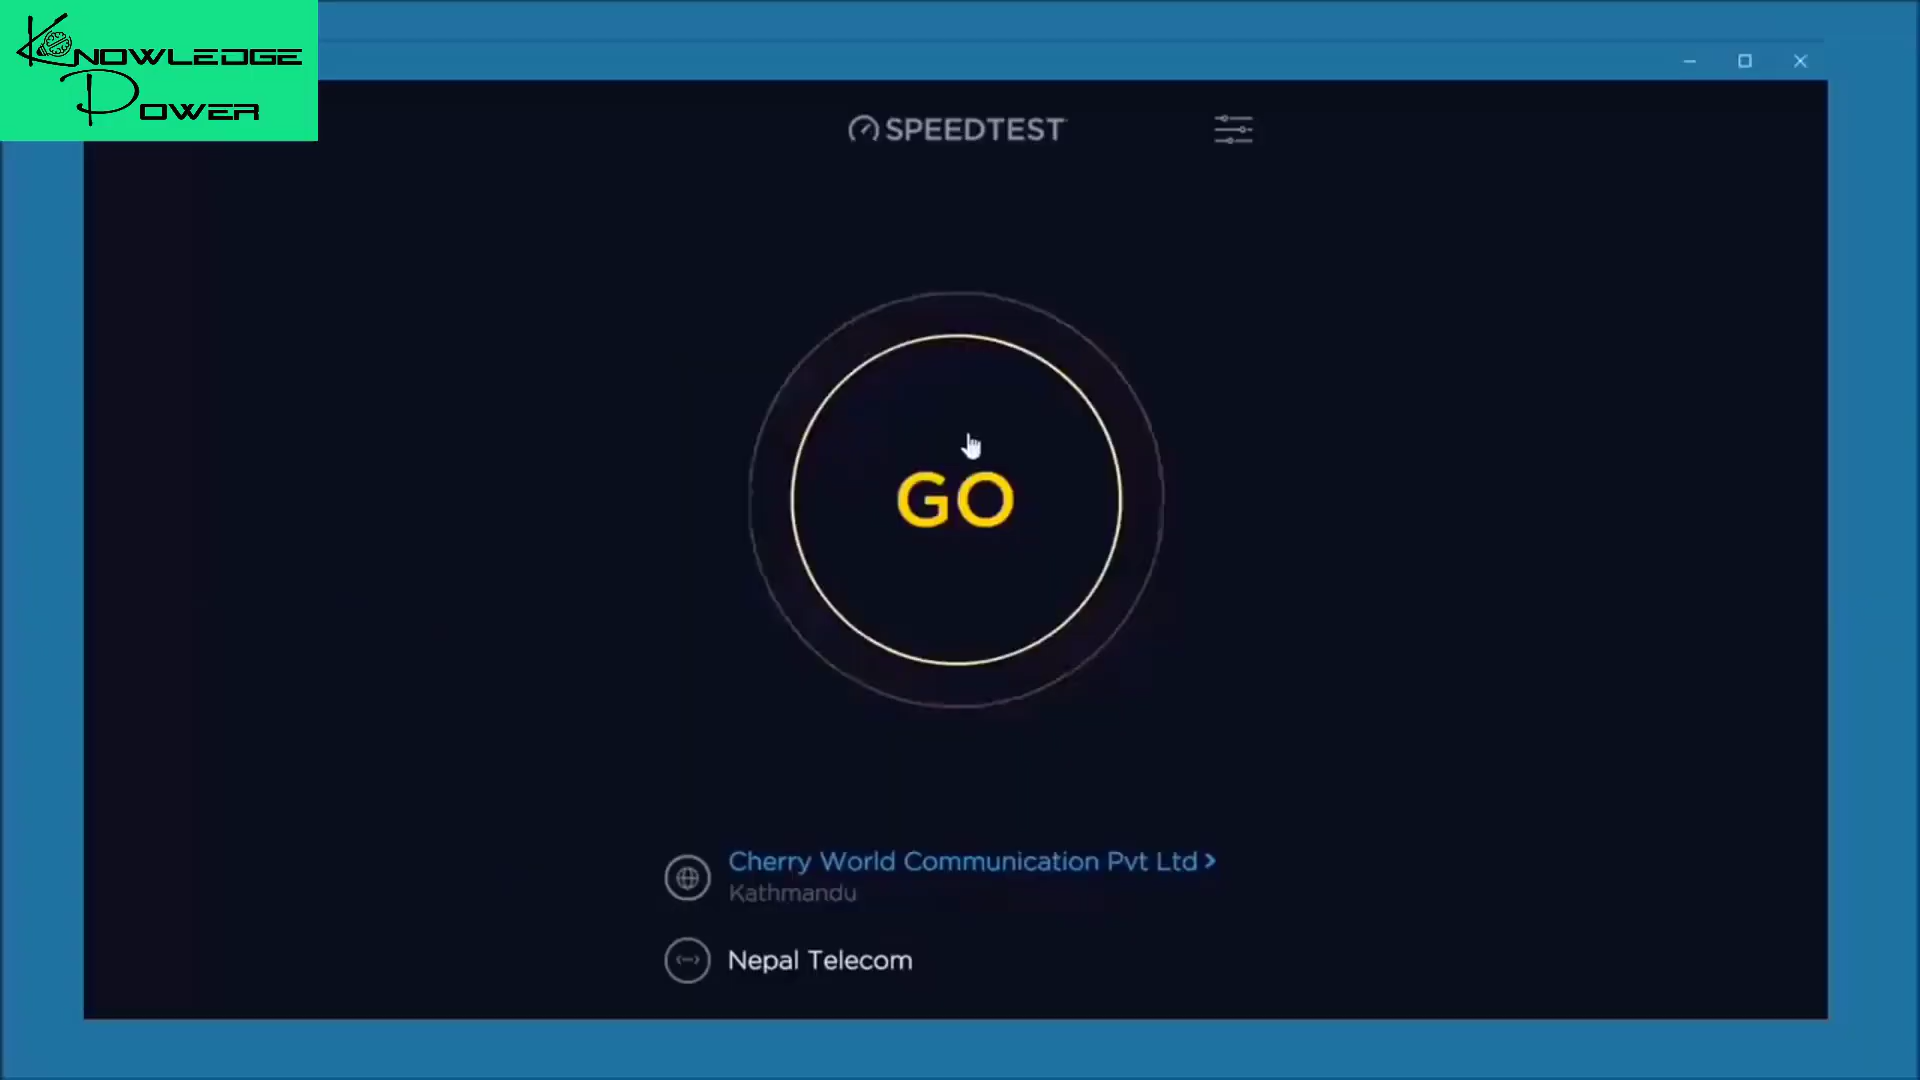 Knowledge
Power
SPEEDTEST
GO
Cherry World Communication Pvt Ltd
Kathmandu
Nepal Telecom